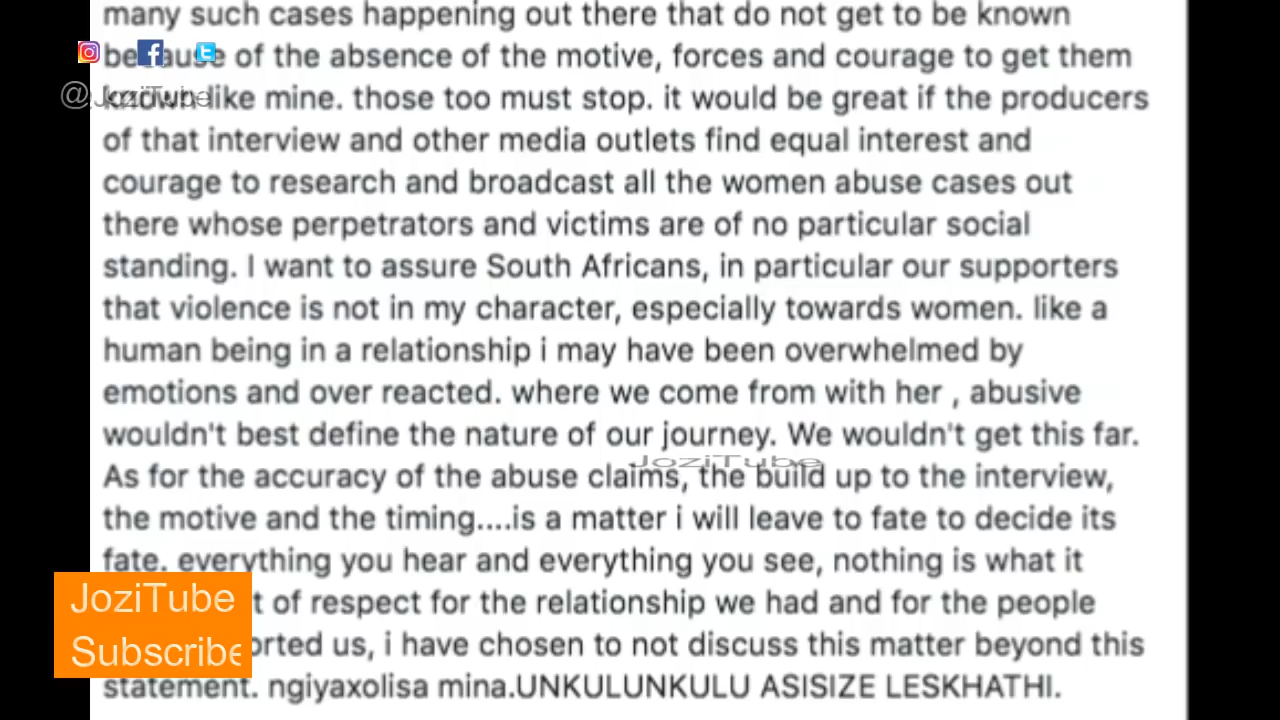 many such cases happening out there that do not get to be known
because of the absence of the motive, forces and courage to get them
known like mine. those too must stop. it would be great if the producers
@JoziTube
of that interview and other media outlets find equal interest and
courage to research and broadcast all the women abuse cases out
there whose perpetrators and victims are of no particular social
standing. I want to assure South Africans, in particular our supporters
that violence is not in my character, especially towards women. like a
human being in a relationship i may have been overwhelmed by
emotions and over reacted. where we come from with her , abusive
wouldn't best define the nature of our journey. We wouldn't get this far.
JoziTube
As for the accuracy of the abuse claims, the build up to the interview,
the motive and the timing....is a matter i will leave to fate to decide its
fate. everything you hear and everything you see, nothing is what it
of respect for the relationship we had and for the people
us, i have chosen to not discuss this matter beyond this
statement. ngiyaxolisa mina.UNKULUNKULU ASISIZE LESKHATHI.
JoziTube
Subscribe